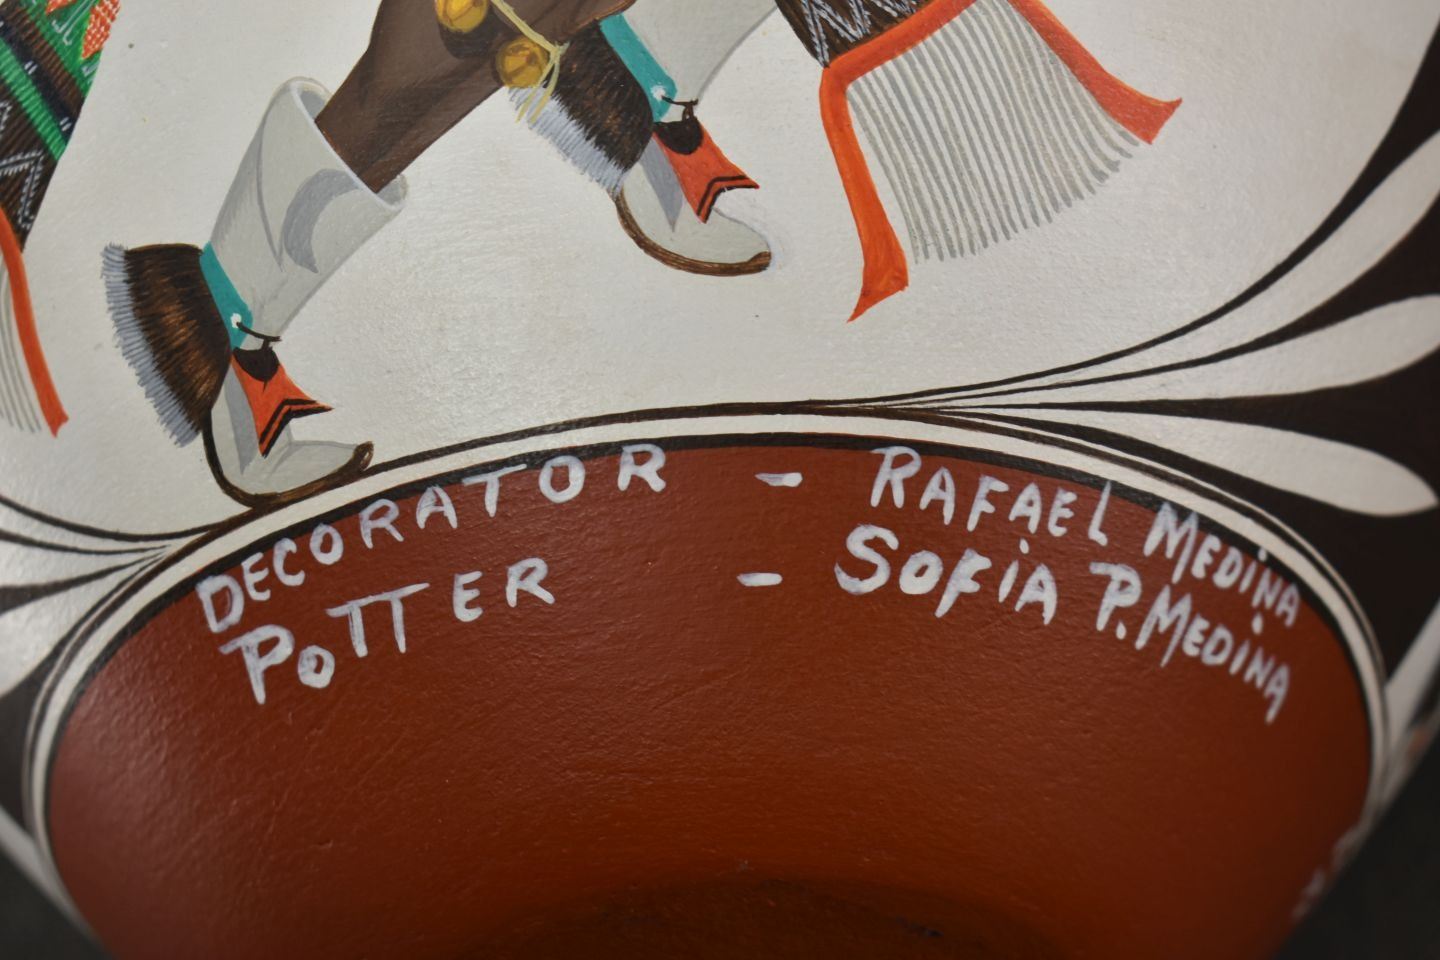 DECORATOR - RAFAEL MEDINA
POTTER - SOFIA P. MEDINA